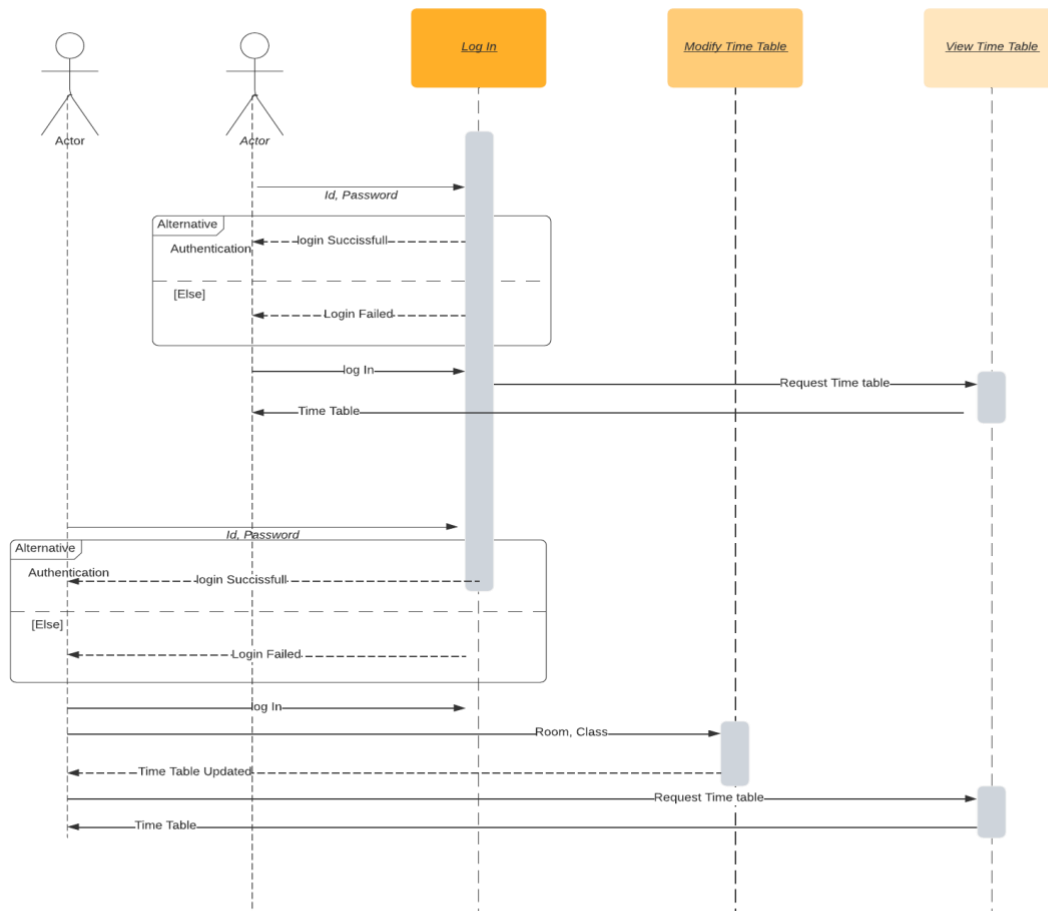 Log In
Modify Time Table
View Time Table
Actor
Actor
Id, Password
Alternative
login Succissfull
Authentication
[Else]
Login Failed
log In
Request Time table
Time Table
Id, Password
Alternative
Authentication
login Succissfull
[Else]
Login Failed
log In
Room, Class
Time Table Updated
Request Time table
Time Table